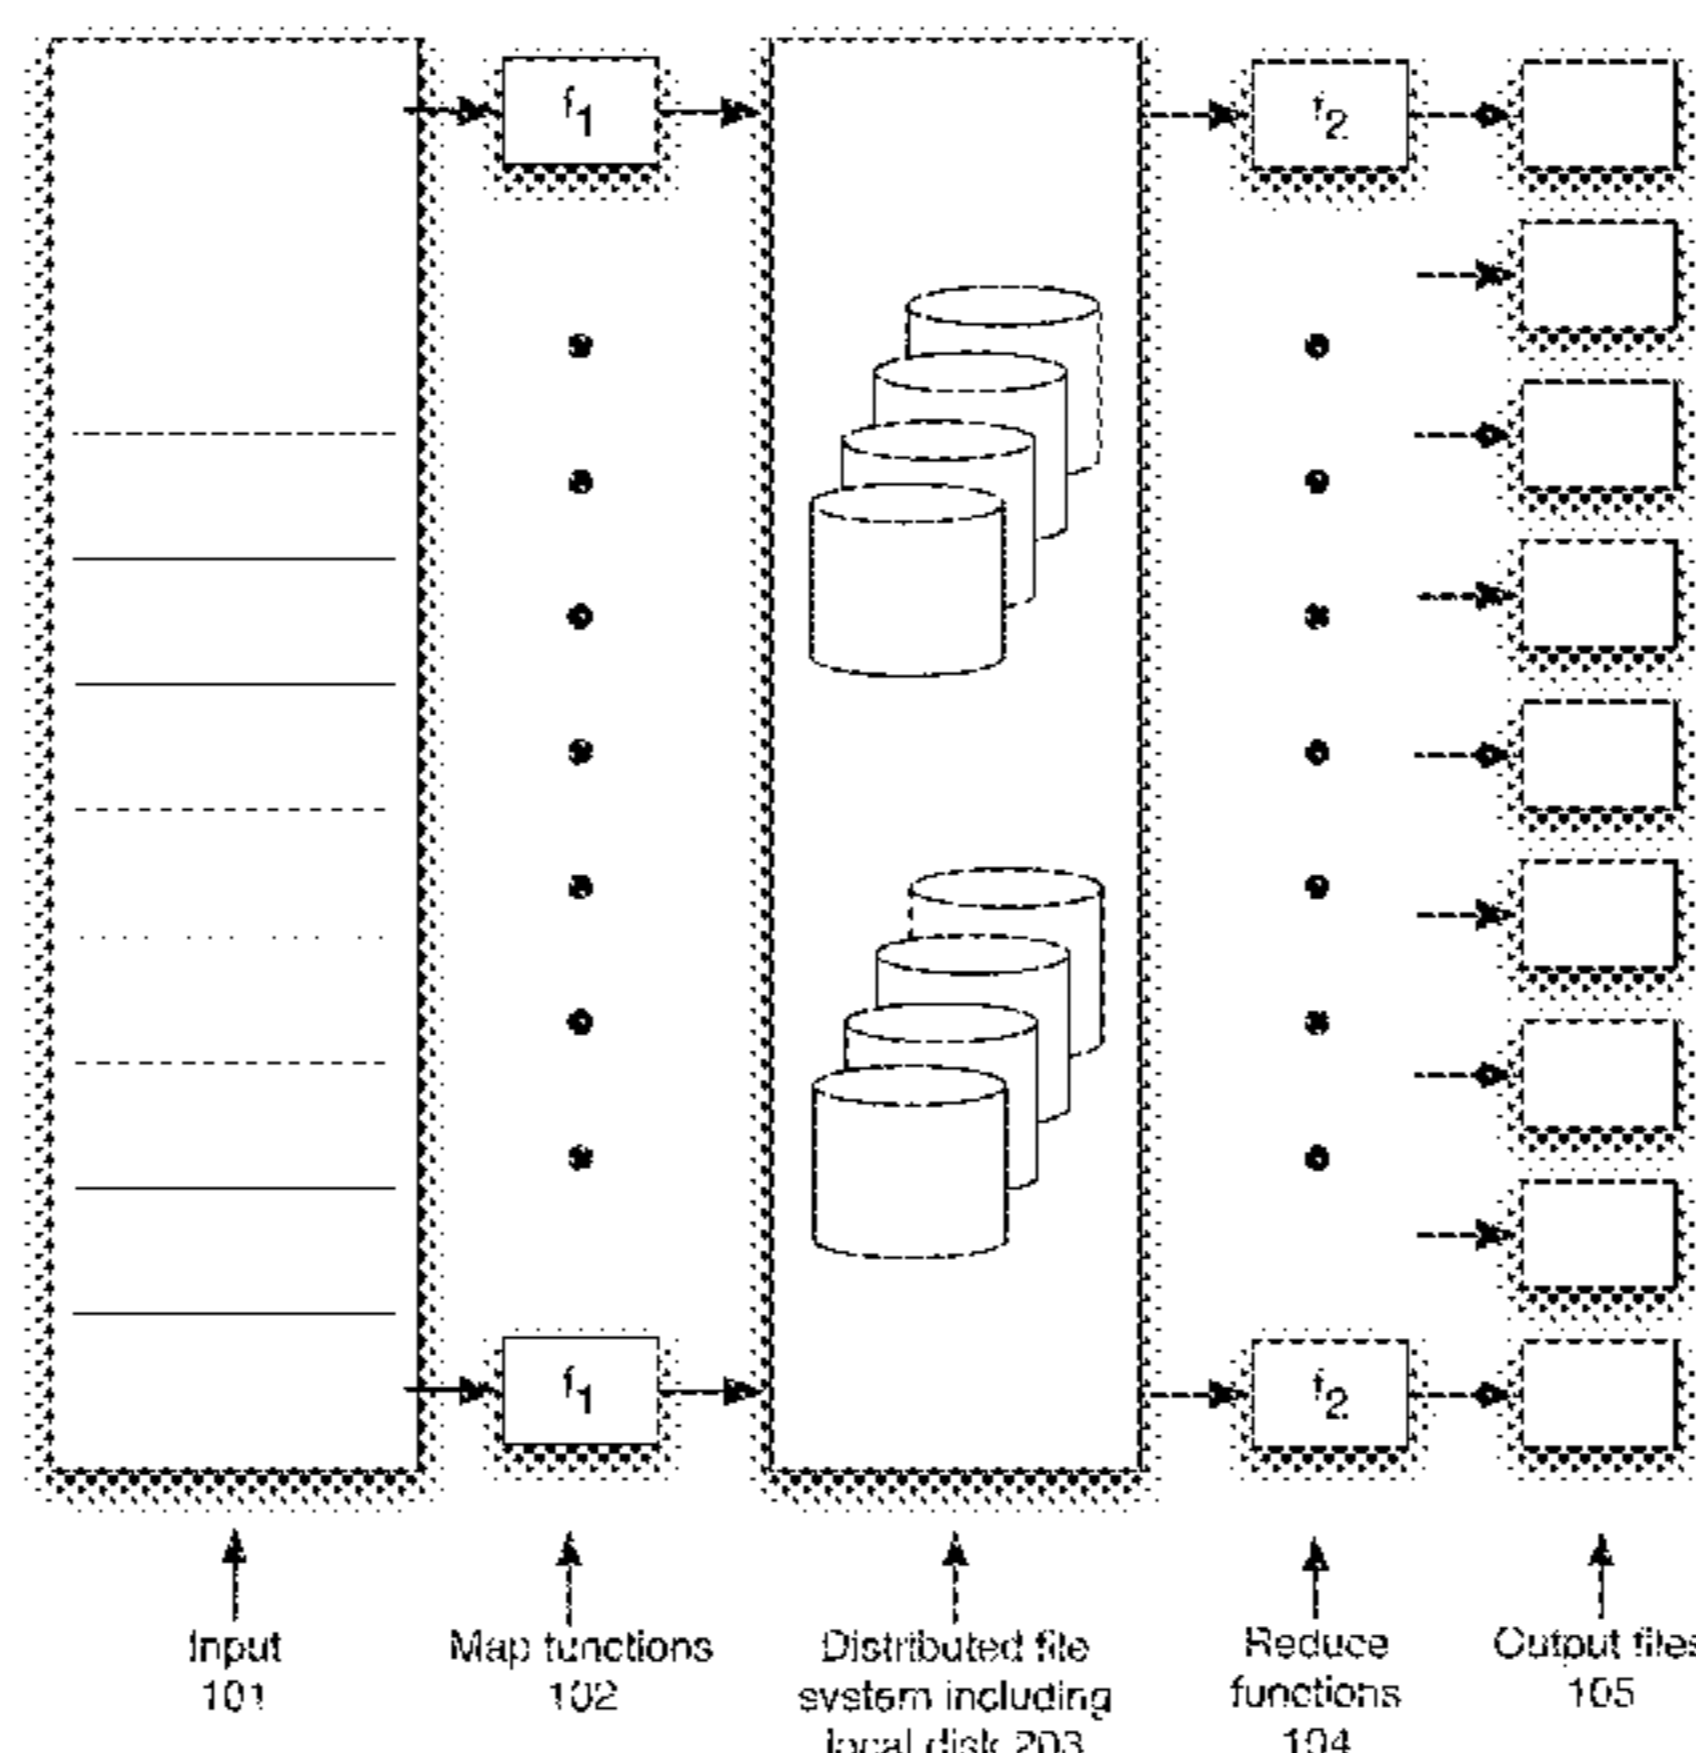 f1
f2
f1
f2
Input
101
Map functions
102
Distributed file
system including
local disk 203
Reduce
functions
104
Output files
105